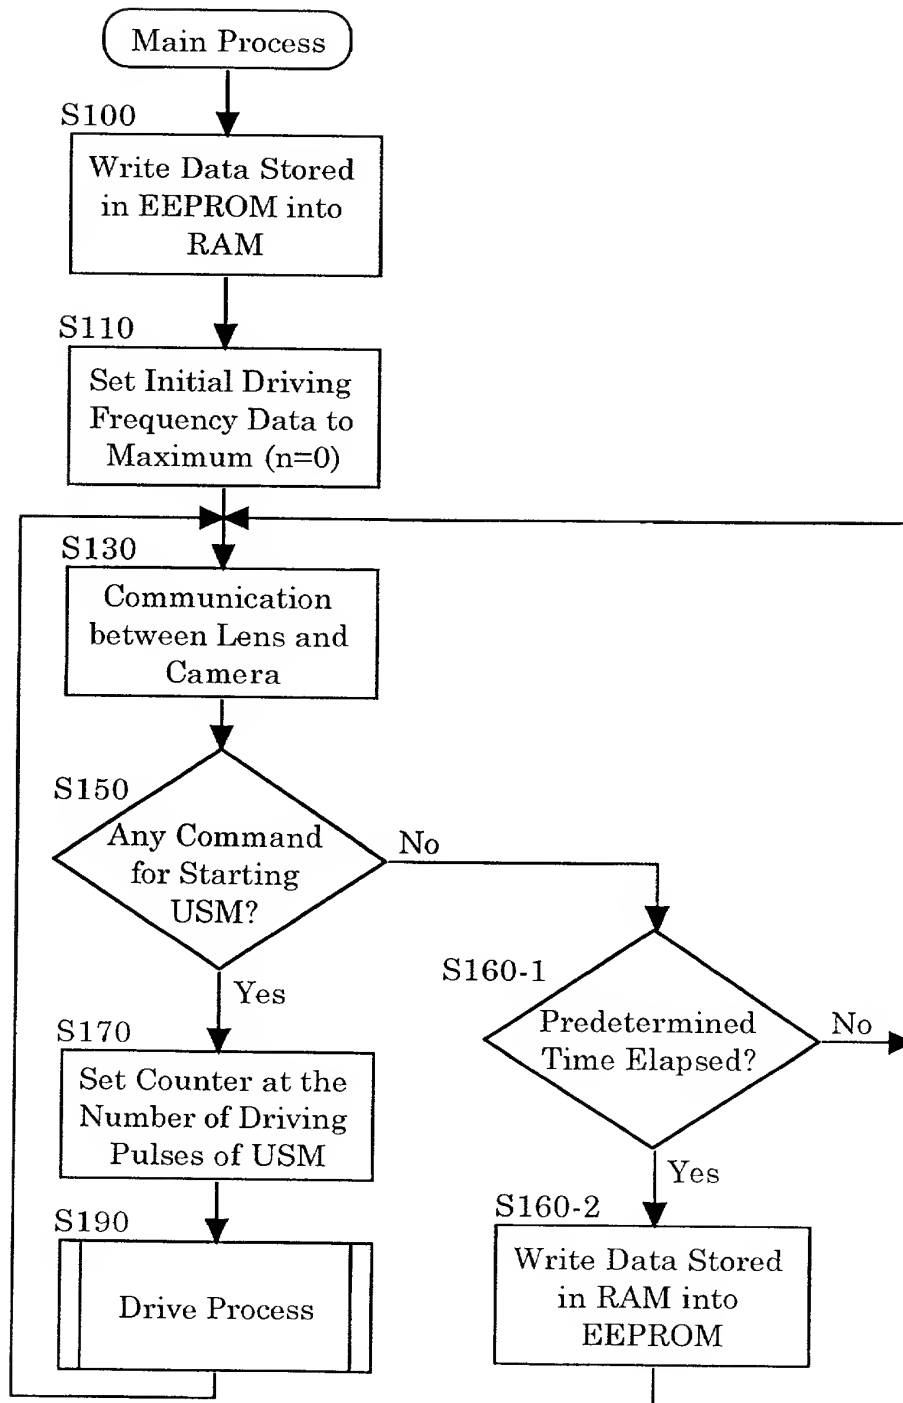 Main Process
S100
Write Data Stored
in EEPROM into
RAM
S110
Set Initial Driving
Frequency Data to
Maximum (n=0)
S130
Communication
between Lens and
Camera
S150
Any Command
for Starting
USM?
No
Yes
S160-1
Predetermined
Time Elapsed?
No
Yes
S170
Set Counter at the
Number of Driving
Pulses of USM
S190
Drive Process
S160-2
Write Data Stored
in RAM into
EEPROM